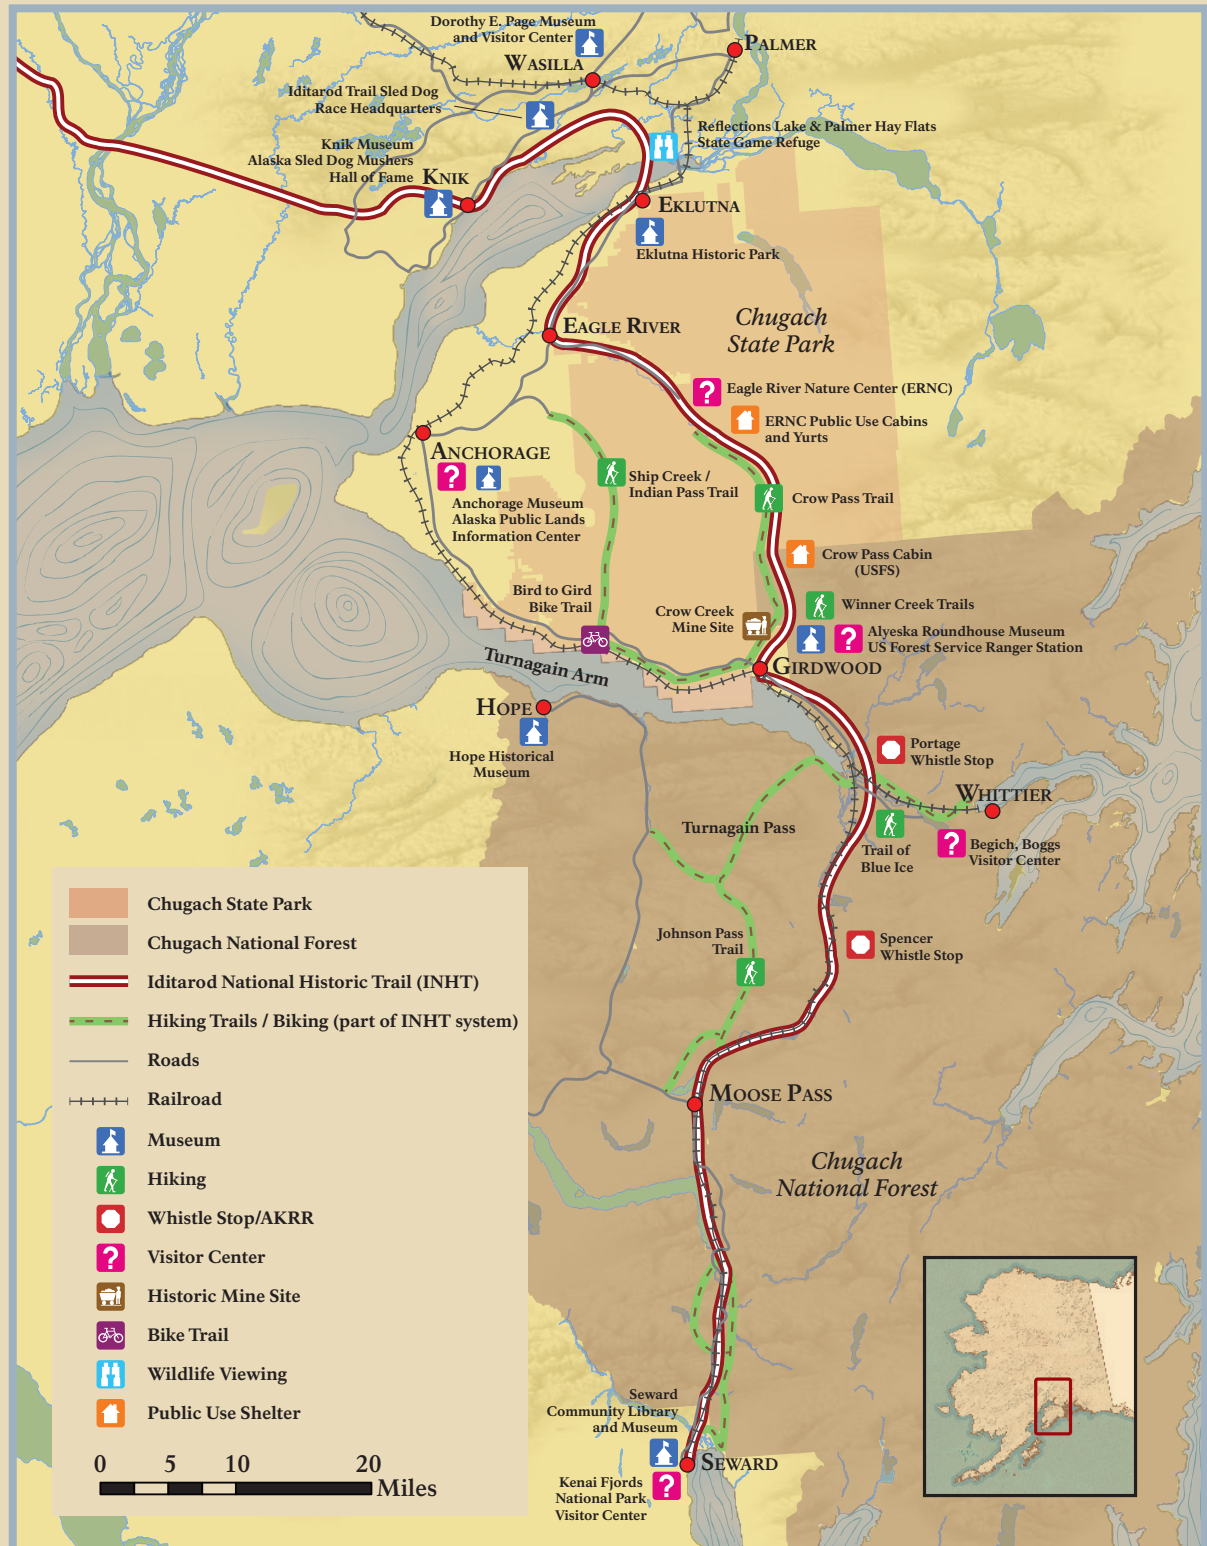 Dorothy E. Page Museum
and Visitor Center
WASILLA
PALMER
Iditarod Trail Sled Dog
Race Headquarters
Reflections Lake & Palmer Hay Flats
State Game Refuge
Knik Museum
Alaska Sled Dog Mushers
Hall of Fame
KNIK
EKLUTNA
Eklutna Historic Park
EAGLE RIVER
Chugach
State Park
Eagle River Nature Center (ERNC)
ERNC Public Use Cabins
and Yurts
ANCHORAGE
Anchorage Museum
Alaska Public Lands
Information Center
Ship Creek /
Indian Pass Trail
Crow Pass Trail
Crow Pass Cabin
(USFS)
Bird to Gird
Bike Trail
Winner Creek Trails
Crow Creek
Mine Site
Alyeska Roundhouse Museum
US Forest Service Ranger Station
GIRDWOOD
Turnagain Arm
HOPE
Hope Historical
Museum
Portage
Whistle Stop
WHITTIER
Turnagain Pass
Trail of
Blue Ice
Begich, Boggs
Visitor Center
Johnson Pass
Trail
Spencer
Whistle Stop
MOOSE PASS
Chugach
National Forest
Seward
Community Library
and Museum
SEWARD
Kenai Fjords
National Park
Visitor Center
Chugach State Park
Chugach National Forest
Iditarod National Historic Trail (INHT)
Hiking Trails / Biking (part of INHT system)
Roads
Railroad
Museum
Hiking
Whistle Stop/AKRR
? Visitor Center
Historic Mine Site
Bike Trail
Wildlife Viewing
Public Use Shelter
0 5 10 20
Miles